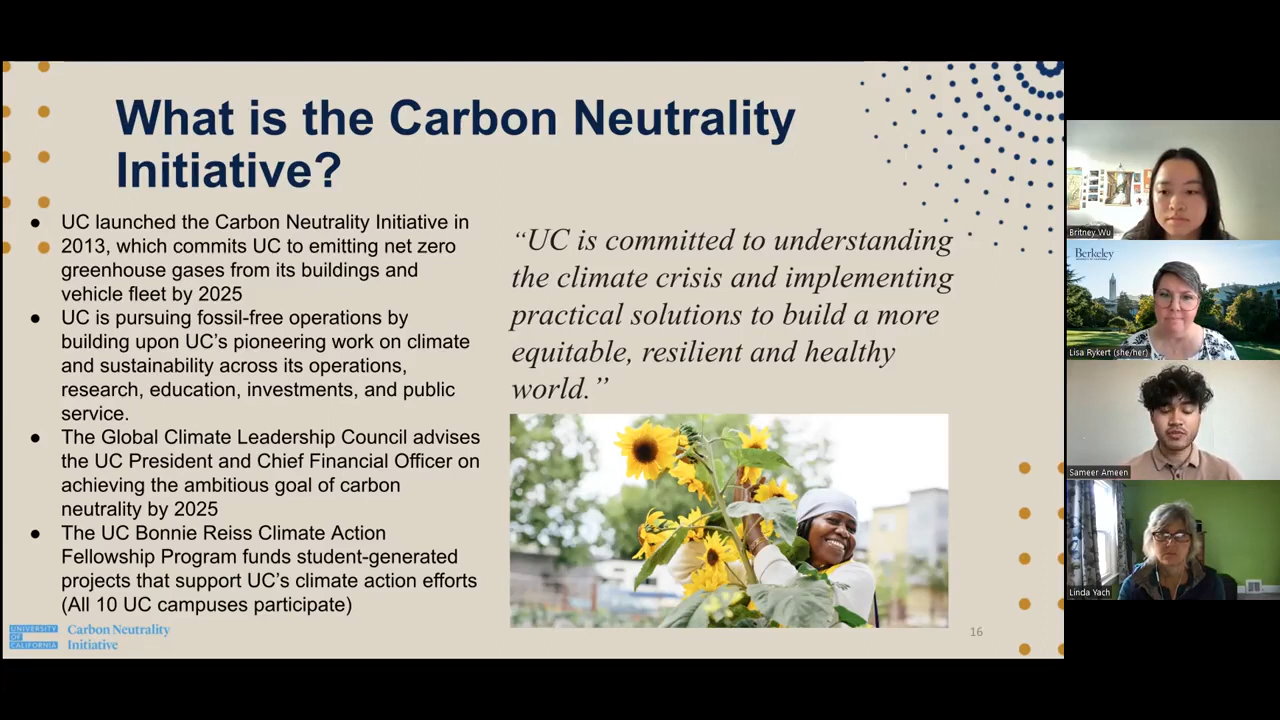 What is the Carbon Neutrality
Initiative?
● UC launched the Carbon Neutrality Initiative in
2013, which commits UC to emitting net zero
greenhouse gases from its buildings and
vehicle fleet by 2025
● UC is pursuing fossil-free operations by
building upon UC’s pioneering work on climate
and sustainability across its operations,
research, education, investments, and public
service.
● The Global Climate Leadership Council advises
the UC President and Chief Financial Officer on
achieving the ambitious goal of carbon
neutrality by 2025
● The UC Bonnie Reiss Climate Action
Fellowship Program funds student-generated
projects that support UC’s climate action efforts
(All 10 UC campuses participate)
“UC is committed to understanding
the climate crisis and implementing
practical solutions to build a more
equitable, resilient and healthy
world.”
UNIVERSITY
OF
CALIFORNIA
Carbon Neutrality
Initiative
16
Britney Wu
Berkeley
Lisa Rykert (she/her)
Sameer Ameen
Linda Yach